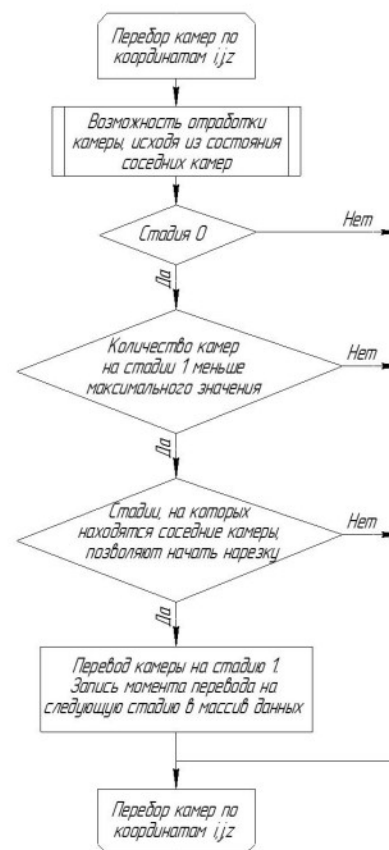 Перебор камер по
координатам i,j,z
Возможность отработки
камеры, исходя из состояния
соседних камер
Стадия 0
Нет
Да
Количество камер
на стадии 1 меньше
максимального значения
Нет
Да
Стадии, на которых
находятся соседние камеры,
позволяют начать нарезку
Нет
Да
Перевод камеры на стадию 1.
Запись момента перевода на
следующую стадию в массив данных
Перебор камер по
координатам i,j,z